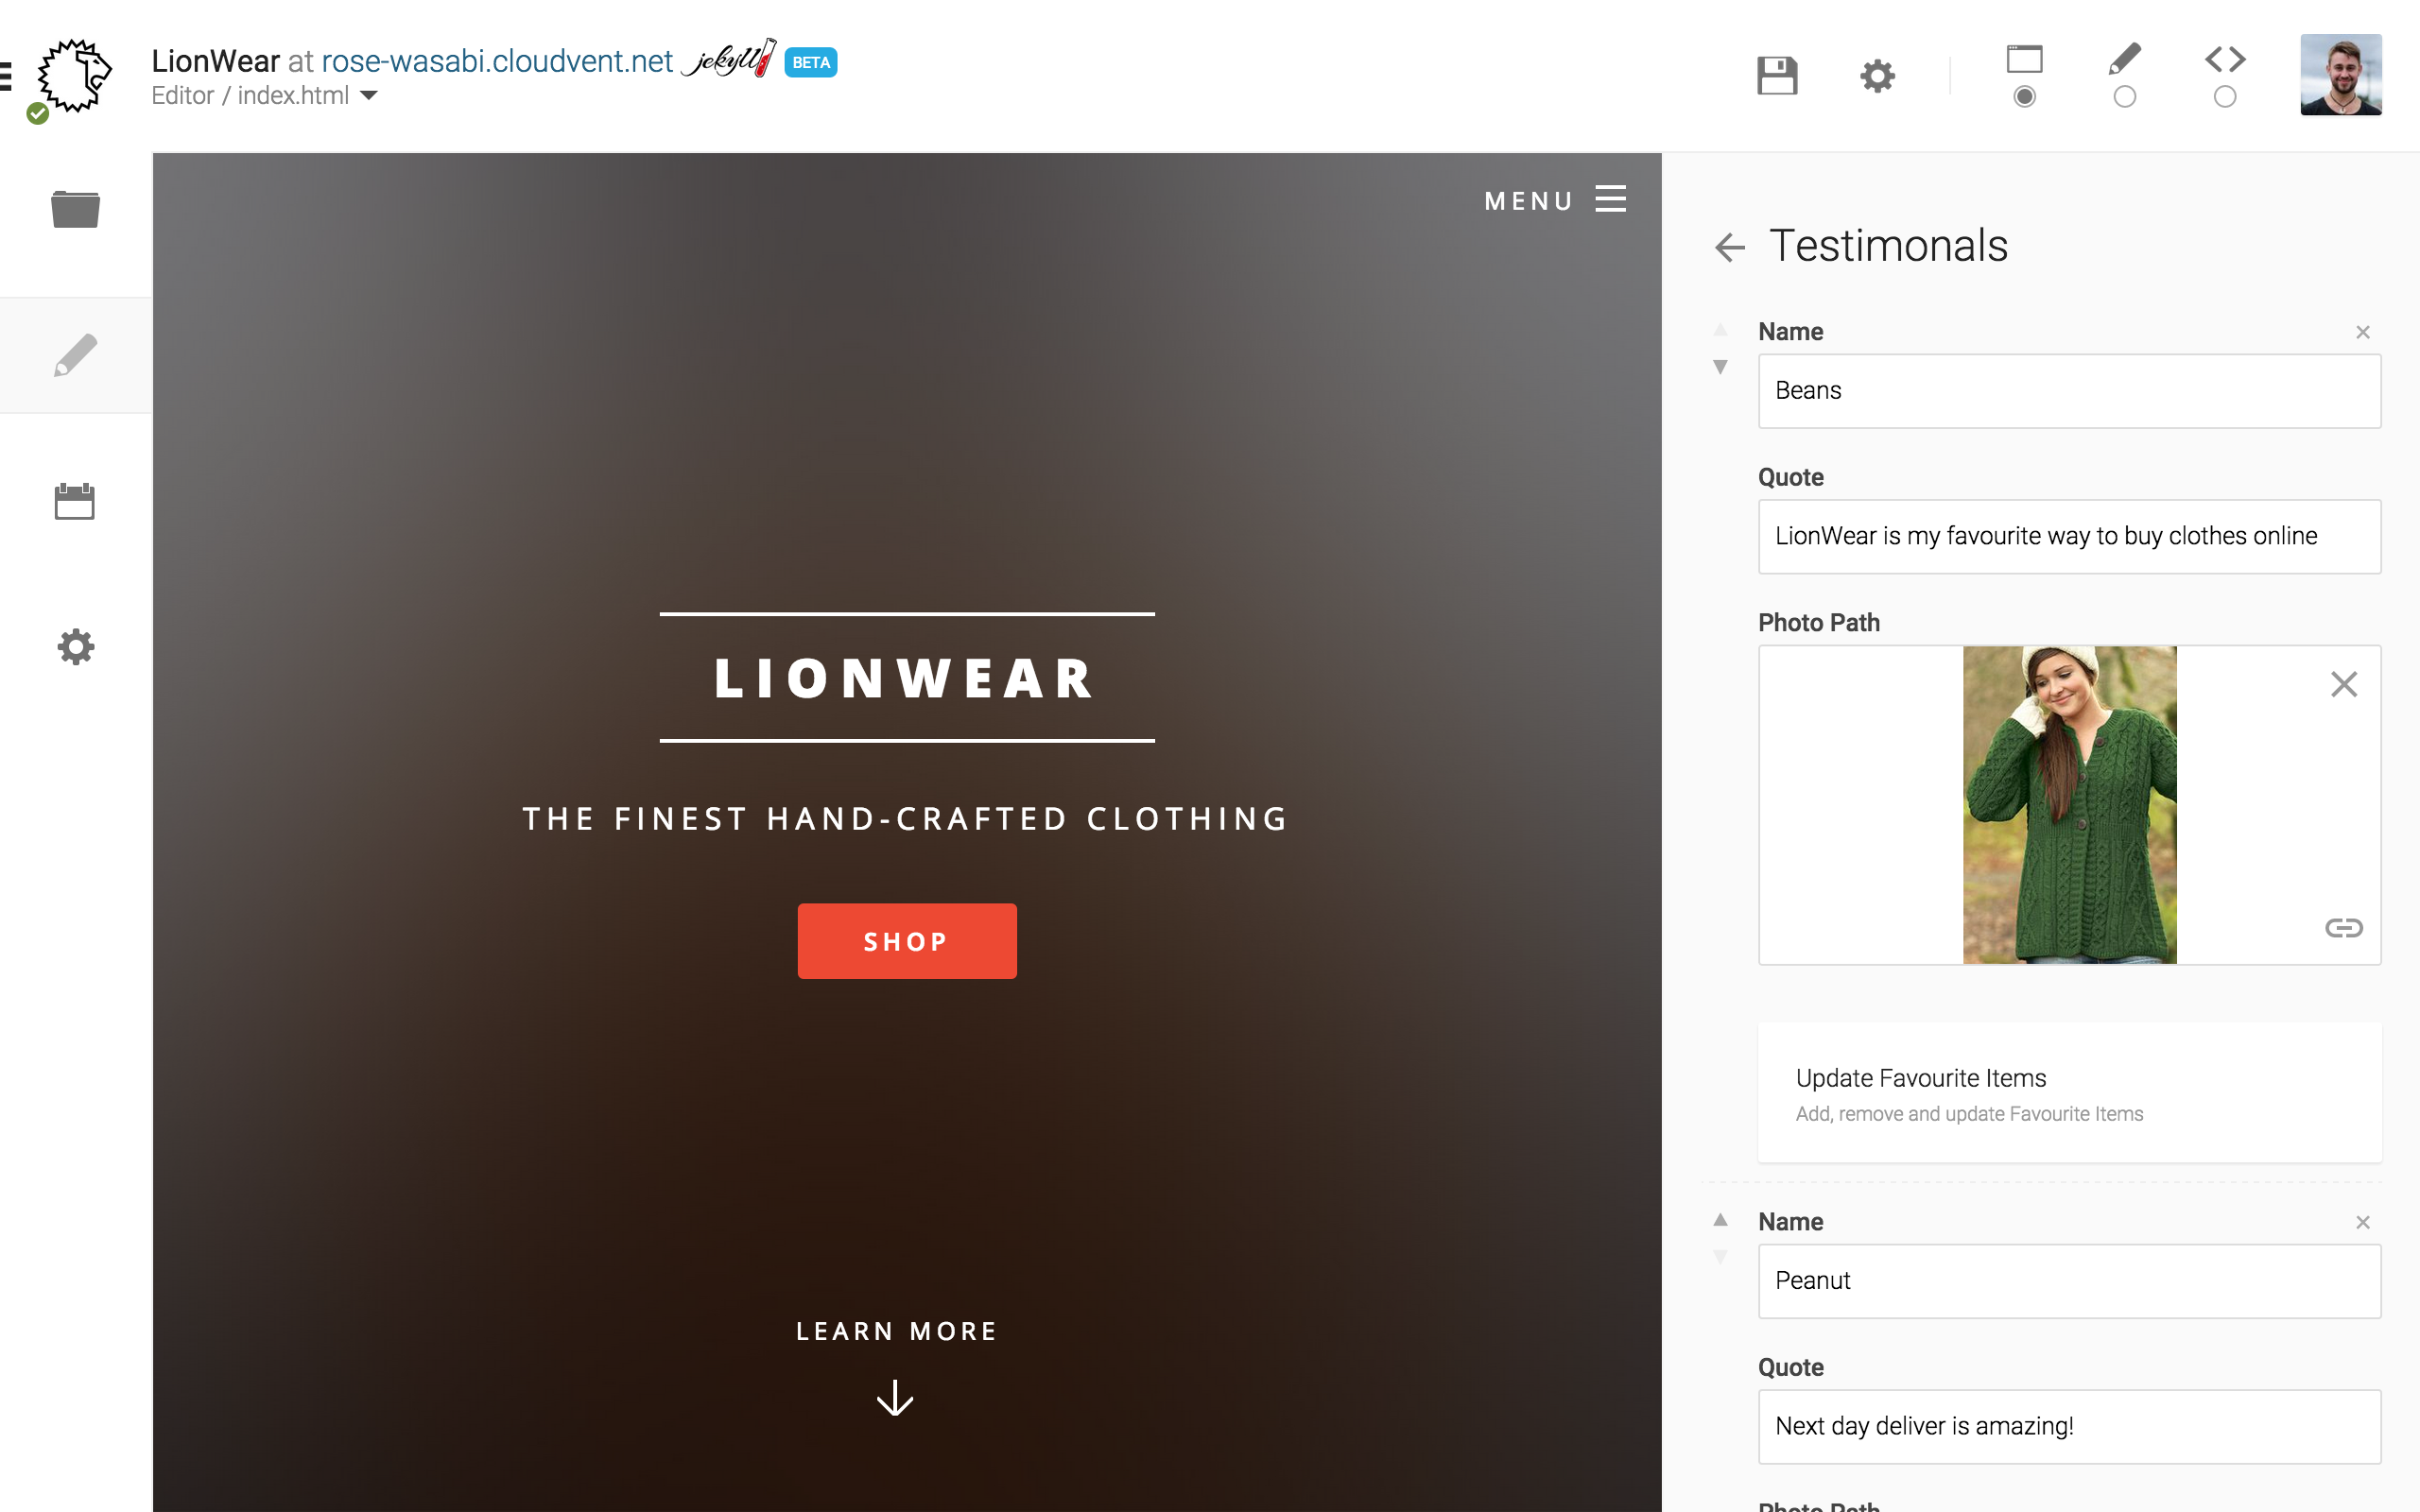 LionWear at rose-wasabi.cloudvent.net jekyll BETA
Editor / index.html
MENU
LIONWEAR
THE FINEST HAND-CRAFTED CLOTHING
SHOP
LEARN MORE
Testimonals
Name
Beans
Quote
LionWear is my favourite way to buy clothes online
Photo Path
Update Favourite Items
Add, remove and update Favourite Items
Name
Peanut
Quote
Next day deliver is amazing!
Photo Path